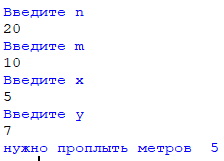 Введите n
20
Введите m
10
Введите x
5
Введите y
7
нужно проплыть метров  5